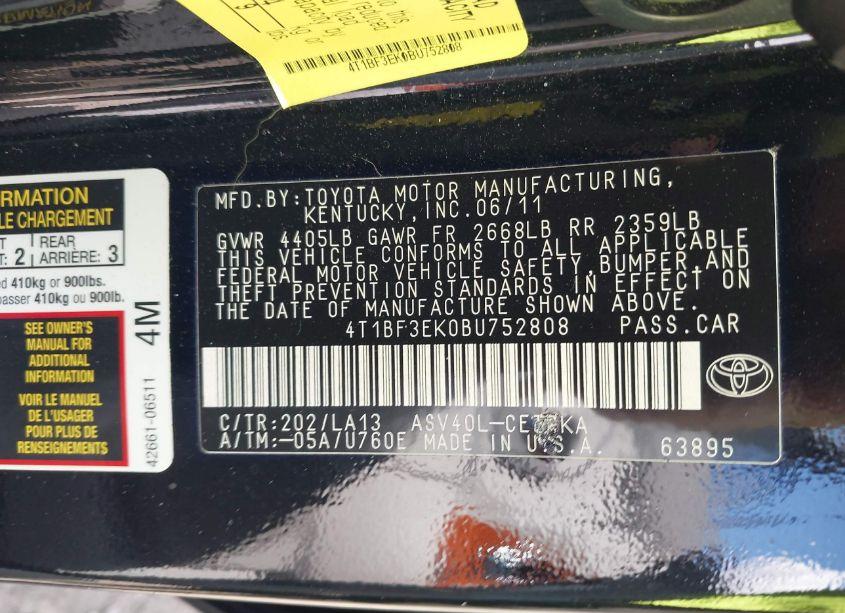 4T1BF3EK0BU752808
MFD.BY:TOYOTA MOTOR MANUFACTURING,
KENTUCKY,INC.06/11
GVWR 4405LB GAWR FR 2668LB RR 2359LB
THIS VEHICLE CONFORMS TO ALL APPLICABLE
FEDERAL MOTOR VEHICLE SAFETY,BUMPER,AND
THEFT PREVENTION STANDARDS IN EFFECT ON
THE DATE OF MANUFACTURE SHOWN ABOVE.
4T1BF3EK0BU752808 PASS.CAR
C/TR:202/LA13
A/TM:-05A/U760E MADE IN U.S.A. 63895
REAR
2 ARRIÈRE: 3
410kg or 900lbs.
410kg ou 900lb.
SEE OWNER'S
MANUAL FOR
ADDITIONAL
INFORMATION
VOIR LE MANUEL
DE L'USAGER
POUR PLUS DE
RENSEIGNEMENTS
4M
42661-06511